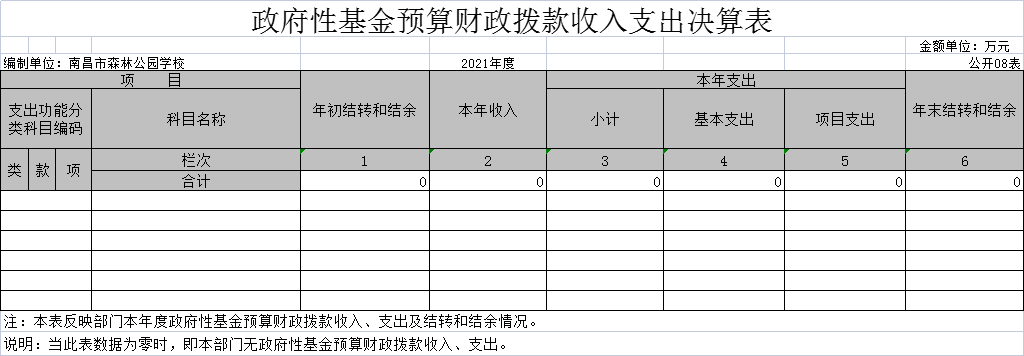 政府性基金预算财政拨款收入支出决算表
金额单位：万元
编制单位：南昌市森林公园学校 2021年度 公开08表
项 目 年初结转和结余 本年收入 本年支出 年末结转和结余
支出功能分类科目编码 科目名称 小计 基本支出 项目支出
类 款 项 栏次 1 2 3 4 5 6
合计 0 0 0 0 0 0
注：本表反映部门本年度政府性基金预算财政拨款收入、支出及结转和结余情况。
说明：当此表数据为零时，即本部门无政府性基金预算财政拨款收入、支出。